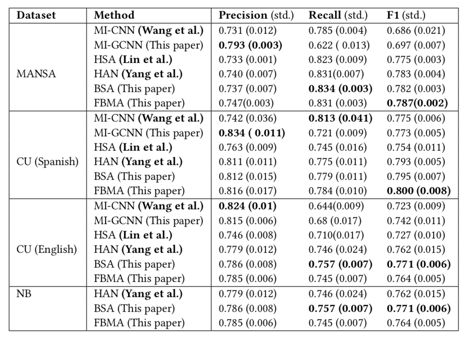 Dataset Method Precision (std.) Recall (std.) F1 (std.)
MI-CNN (Wang et al.) 0.731 (0.012) 0.785 (0.004) 0.686 (0.021)
MI-GCNN (This paper) 0.793 (0.003) 0.622 ( 0.013) 0.697 (0.007)
HSA (Lin et al.) 0.733 (0.001) 0.823 (0.009) 0.775 (0.003)
MANSA HAN (Yang et al.) 0.740 (0.007) 0.831(0.007) 0.783 (0.004)
BSA (This paper) 0.737 (0.007) 0.834 (0.003) 0.782 (0.003)
FBMA (This paper) 0.747(0.003) 0.831 (0.003) 0.787(0.002)
MI-CNN (Wang et al.) 0.742 (0.036) 0.813 (0.041) 0.775 (0.006)
MI-GCNN (This paper) 0.834 ( 0.011) 0.721 (0.009) 0.773 (0.005)
HSA (Lin et al.) 0.763 (0.009) 0.745 (0.016) 0.754 (0.011)
CU (Spanish) HAN (Yang et al.) 0.811 (0.011) 0.775 (0.011) 0.793 (0.005)
BSA (This paper) 0.812 (0.015) 0.779 (0.011) 0.795 (0.007)
FBMA (This paper) 0.816 (0.017) 0.784 (0.010) 0.800 (0.008)
MI-CNN (Wang et al.) 0.824 (0.01) 0.644(0.009) 0.723 (0.009)
MI-GCNN (This paper) 0.815 (0.006) 0.68 (0.017) 0.742 (0.011)
HSA (Lin et al.) 0.746 (0.008) 0.710(0.017) 0.727 (0.010)
CU (English) HAN (Yang et al.) 0.779 (0.012) 0.746 (0.024) 0.762 (0.015)
BSA (This paper) 0.786 (0.008) 0.757 (0.007) 0.771 (0.006)
FBMA (This paper) 0.785 (0.006) 0.745 (0.007) 0.764 (0.005)
NB HAN (Yang et al.) 0.779 (0.012) 0.746 (0.024) 0.762 (0.015)
BSA (This paper) 0.786 (0.008) 0.757 (0.007) 0.771 (0.006)
FBMA (This paper) 0.785 (0.006) 0.745 (0.007) 0.764 (0.005)